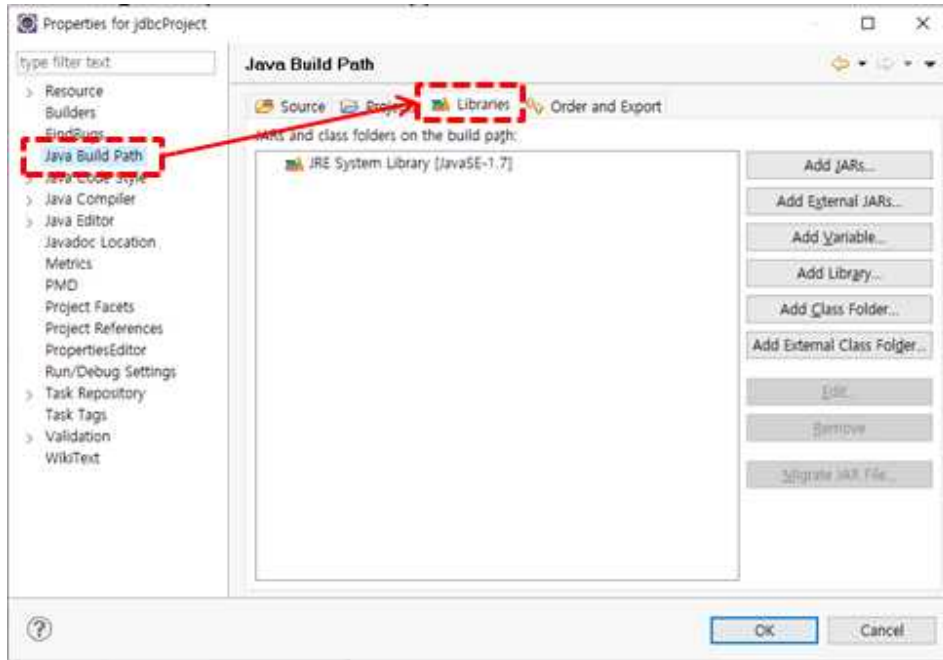 Properties for jdbcProject
type filter text
Java Build Path
Resource
Builders
FindBugs
Java Build Path
Java Code Style
Java Compiler
Java Editor
Javadoc Location
Metrics
PMD
Project Facets
Project References
PropertiesEditor
Run/Debug Settings
Task Repository
Task Tags
Validation
WikiText
Source Projects Libraries Order and Export
JARs and class folders on the build path:
JRE System Library [JavaSE-1.7]
Add JARs...
Add External JARs...
Add Variable...
Add Library...
Add Class Folder...
Add External Class Folder...
Edit...
Remove
Migrate JAR File...
OK Cancel